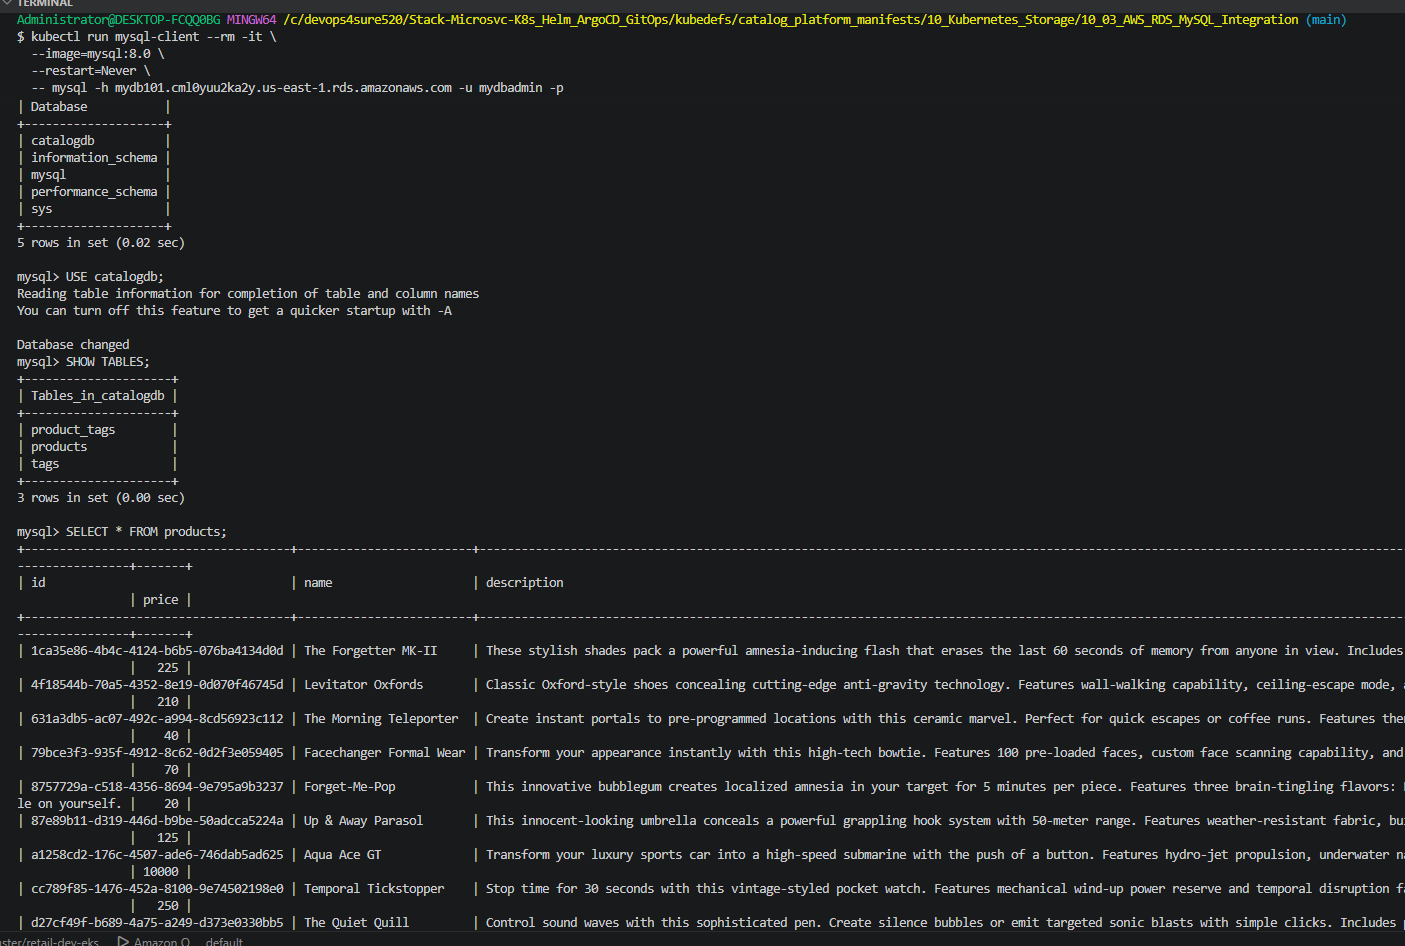 TERMINAL
Administrator@DESKTOP-FCQQ0BG MINGW64 /c/devops4sure520/Stack-Microsvc-K8s_Helm_ArgoCD_GitOps/kubedefs/catalog_platform_manifests/10_Kubernetes_Storage/10_03_AWS_RDS_MySQL_Integration (main)
$ kubectl run mysql-client --rm -it \
  --image=mysql:8.0 \
  --restart=Never \
  -- mysql -h mydb101.cml0yuu2ka2y.us-east-1.rds.amazonaws.com -u mydbadmin -p
| Database           |
+--------------------+
| catalogdb          |
| information_schema |
| mysql              |
| performance_schema |
| sys                |
+--------------------+
5 rows in set (0.02 sec)

mysql> USE catalogdb;
Reading table information for completion of table and column names
You can turn off this feature to get a quicker startup with -A

Database changed
mysql> SHOW TABLES;
+---------------------+
| Tables_in_catalogdb |
+---------------------+
| product_tags        |
| products            |
| tags                |
+---------------------+
3 rows in set (0.00 sec)

mysql> SELECT * FROM products;
+--------------------------------------+-------------------------+------------------------------------------------------------
----------------+-------+
| id                                   | name                    | description
                | price |
+--------------------------------------+-------------------------+------------------------------------------------------------
----------------+-------+
| 1ca35e86-4b4c-4124-b6b5-076ba4134d0d | The Forgetter MK-II     | These stylish shades pack a powerful amnesia-inducing flash that erases the last 60 seconds of memory from anyone in view. Includes
                |   225 |
| 4f18544b-70a5-4352-8e19-0d070f46745d | Levitator Oxfords       | Classic Oxford-style shoes concealing cutting-edge anti-gravity technology. Features wall-walking capability, ceiling-escape mode,
                |   210 |
| 631a3db5-ac07-492c-a994-8cd56923c112 | The Morning Teleporter  | Create instant portals to pre-programmed locations with this ceramic marvel. Perfect for quick escapes or coffee runs. Features
                |    40 |
| 79bce3f3-935f-4912-8c62-0d2f3e059405 | Facechanger Formal Wear | Transform your appearance instantly with this high-tech bowtie. Features 100 pre-loaded faces, custom face scanning capability, and
                |    70 |
| 8757729a-c518-4356-8694-9e795a9b3237 | Forget-Me-Pop           | This innovative bubblegum creates localized amnesia in your target for 5 minutes per piece. Features three brain-tingling flavors:
le on yourself. |    20 |
| 87e89b11-d319-446d-b9be-50adcca5224a | Up & Away Parasol       | This innocent-looking umbrella conceals a powerful grappling hook system with 50-meter range. Features weather-resistant fabric,
                |   125 |
| a1258cd2-176c-4507-ade6-746dab5ad625 | Aqua Ace GT             | Transform your luxury sports car into a high-speed submarine with the push of a button. Features hydro-jet propulsion, underwater
                | 10000 |
| cc789f85-1476-452a-8100-9e74502198e0 | Temporal Tickstopper    | Stop time for 30 seconds with this vintage-styled pocket watch. Features mechanical wind-up power reserve and temporal disruption
                |   250 |
| d27cf49f-b689-4a75-a249-d373e0330bb5 | The Quiet Quill         | Control sound waves with this sophisticated pen. Create silence bubbles or emit targeted sonic blasts with simple clicks. Includes
ster/retail-dev-eks Amazon Q default